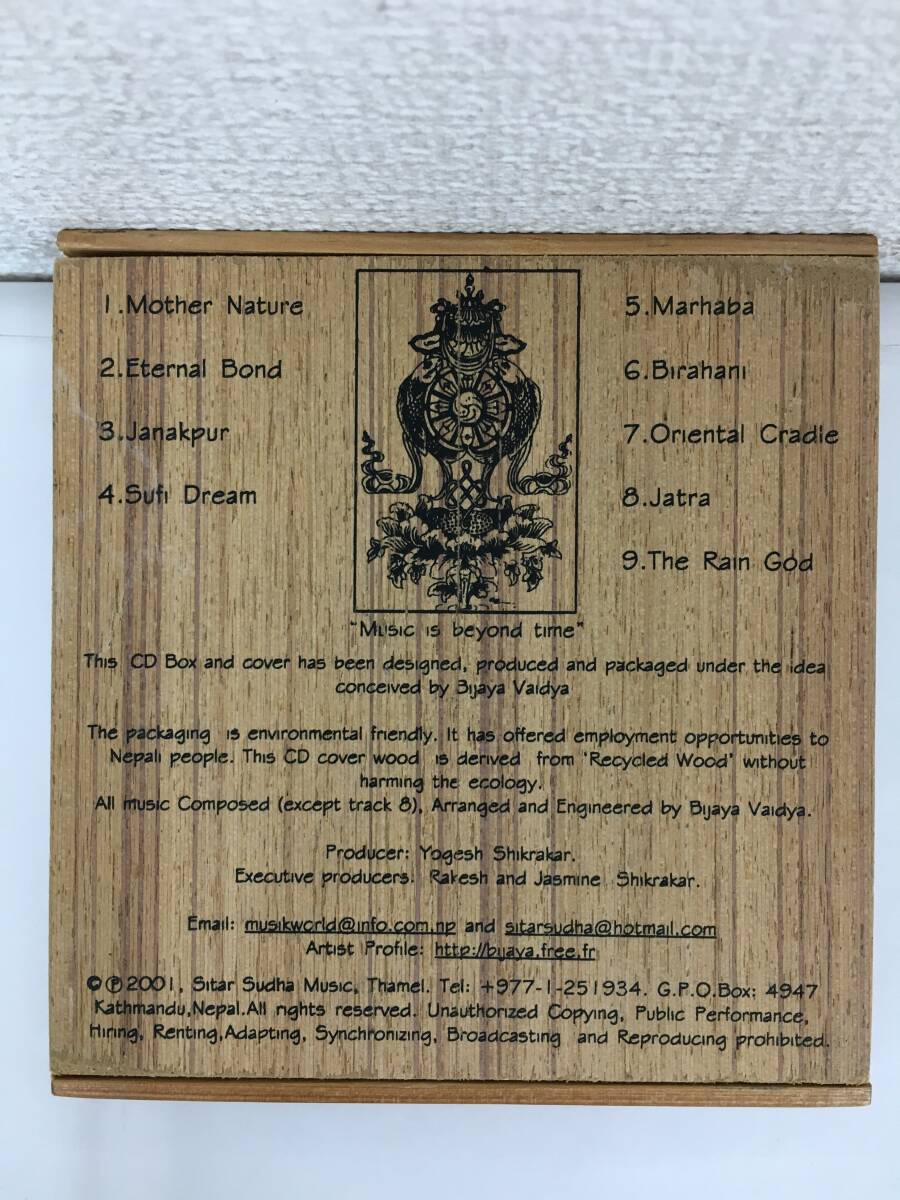 1.Mother Nature
2.Eternal Bond
3.Janakpur
4.Sufi Dream
5.Marhaba
6.Birahani
7.Oriental Cradle
8.Jatra
9.The Rain God
"Music is beyond time"
This CD Box and cover has been designed, produced and packaged under the idea
conceived by Bijaya Vaidya
The packaging is environmental friendly. It has offered employment opportunities to
Nepali people. This CD cover wood is derived from 'Recycled Wood' without
harming the ecology.
All music Composed (except track 8), Arranged and Engineered by Bijaya Vaidya.
Producer: Yogesh Shikrakar.
Executive producers: Rakesh and Jasmine Shikrakar.
Email: musikworld@info.com.np and sitarsudha@hotmail.com
Artist Profile: http://bijaya.free.fr
©℗2001, Sitar Sudha Music, Thamel. Tel: +977-1-251934. G.P.O.Box: 4947
Kathmandu,Nepal.All rights reserved. Unauthorized Copying, Public Performance,
Hiring, Renting,Adapting, Synchronizing, Broadcasting and Reproducing prohibited.